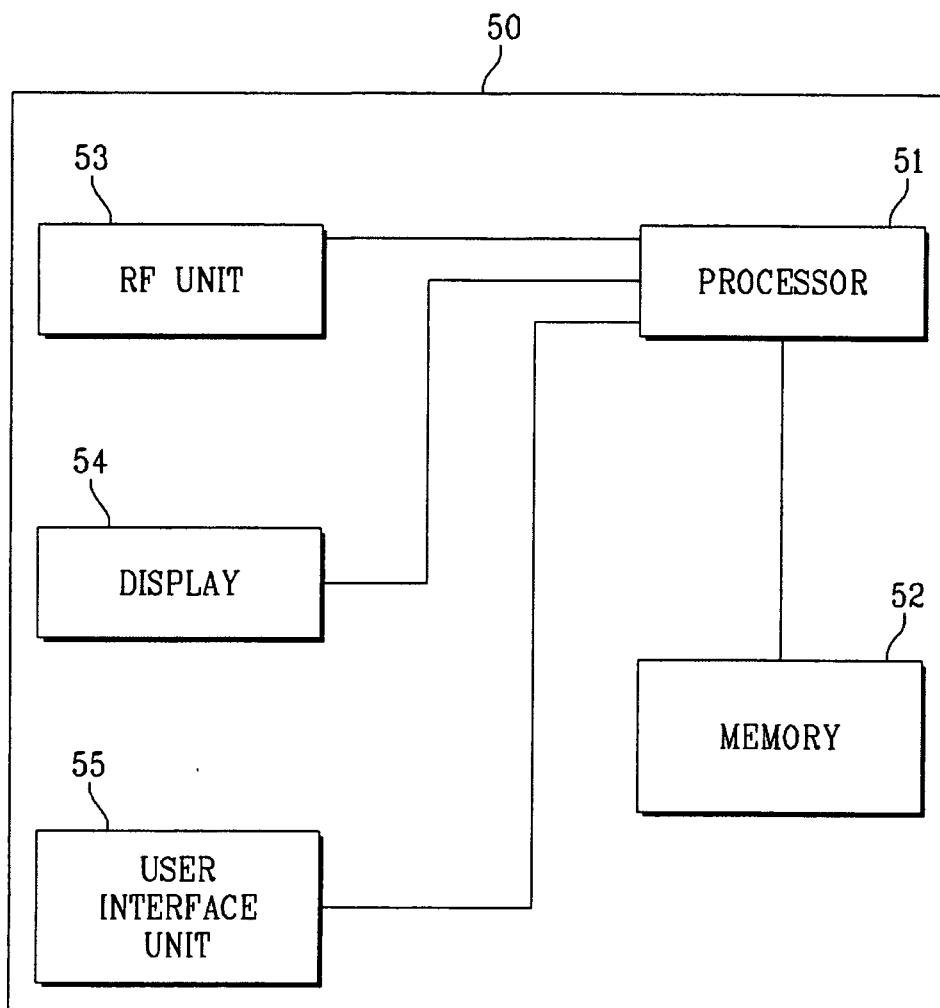 50
53
51
RF UNIT
PROCESSOR
54
DISPLAY
52
MEMORY
55
USER
INTERFACE
UNIT